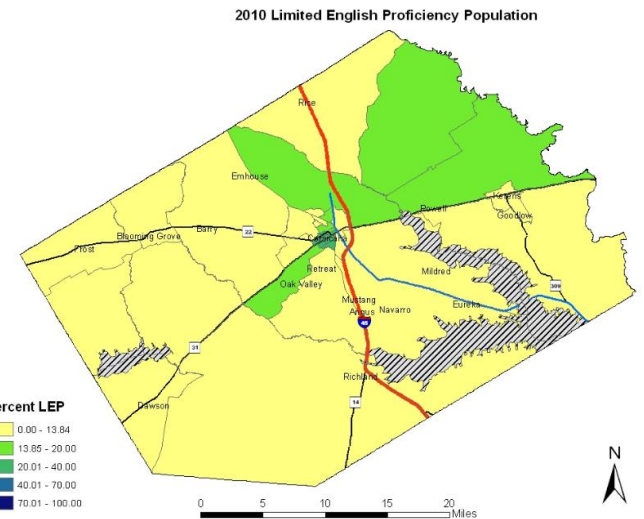 2010 Limited English Proficiency Population
Rice
Emhouse
Kerens
Powell
Goodlow
22
Barry
Blooming Grove
Frost
Corsicana
Retreat
Mildred
Oak Valley
309
Mustang
Angus
Navarro
Eureka
45
31
Richland
14
Dawson
ercent LEP
0.00 - 13.84
13.85 - 20.00
20.01 - 40.00
40.01 - 70.00
70.01 - 100.00
N
0 5 10 15 20
Miles